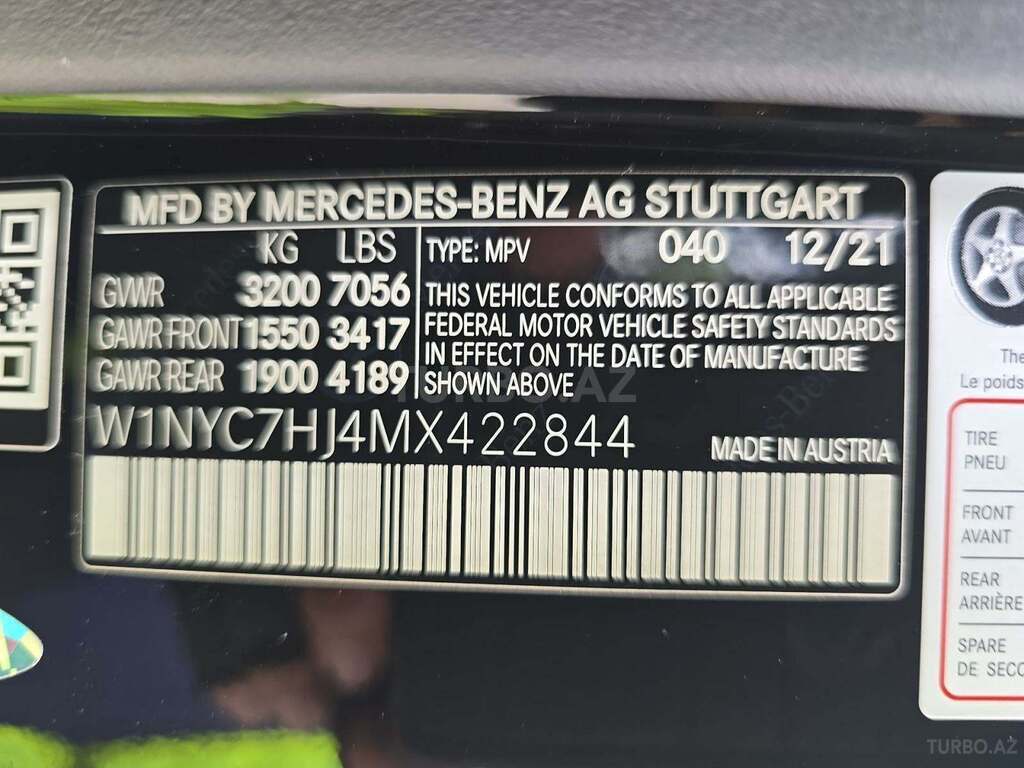 MFD BY MERCEDES-BENZ AG STUTTGART
KG LBS
GVWR 3200 7056
GAWR FRONT 1550 3417
GAWR REAR 1900 4189
TYPE: MPV 040 12/21
THIS VEHICLE CONFORMS TO ALL APPLICABLE
FEDERAL MOTOR VEHICLE SAFETY STANDARDS
IN EFFECT ON THE DATE OF MANUFACTURE
SHOWN ABOVE
W1NYC7HJ4MX422844
MADE IN AUSTRIA
The
Le poids
TIRE
PNEU
FRONT
AVANT
REAR
ARRIÈRE
SPARE
DE SECO
TURBO.AZ
TURBO.AZ